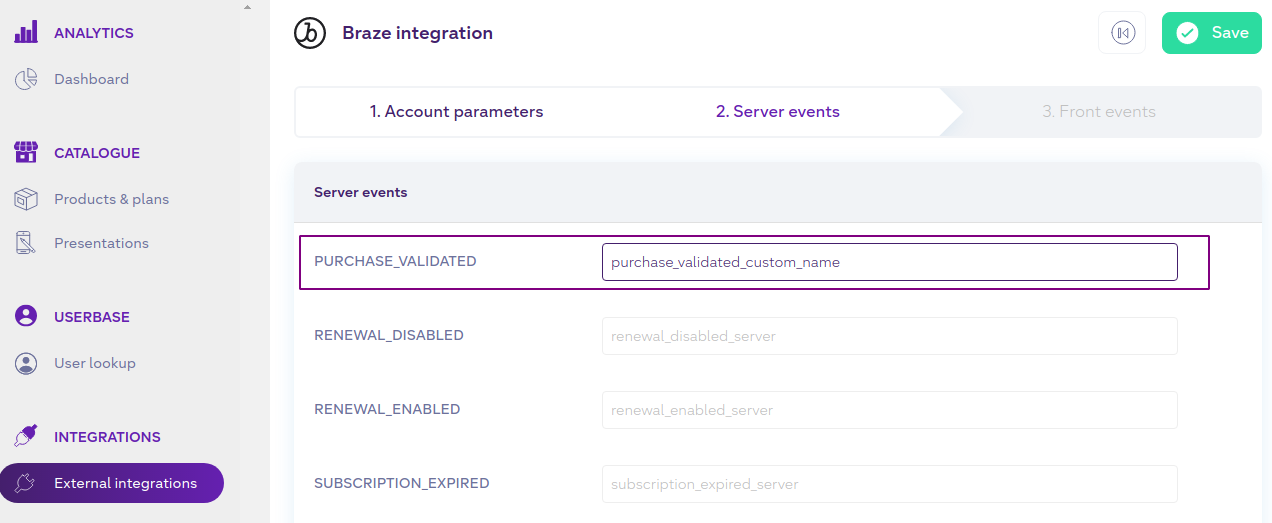 ANALYTICS
Dashboard
CATALOGUE
Products & plans
Presentations
USERBASE
User lookup
INTEGRATIONS
External integrations
Braze integration
Save
1. Account parameters
2. Server events
3. Front events
Server events
PURCHASE_VALIDATED
purchase_validated_custom_name
RENEWAL_DISABLED
renewal_disabled_server
RENEWAL_ENABLED
renewal_enabled_server
SUBSCRIPTION_EXPIRED
subscription_expired_server